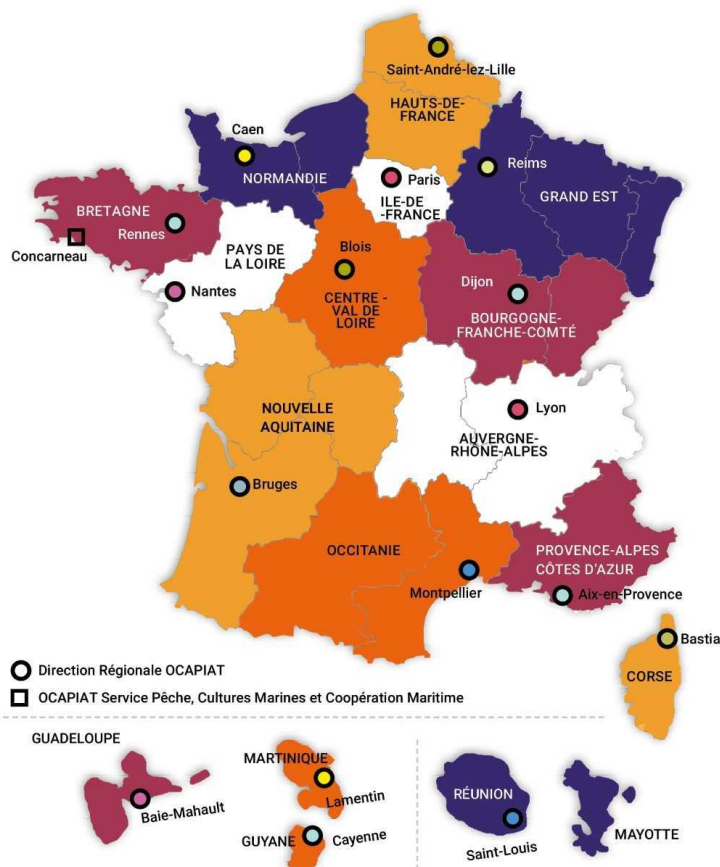 Saint-André-lez-Lille
HAUTS-DE-
FRANCE
Caen
NORMANDIE
Paris
ILE-DE
-FRANCE
Reims
GRAND EST
BRETAGNE
Rennes
Concarneau
PAYS DE
LA LOIRE
Nantes
Blois
CENTRE -
VAL DE
LOIRE
Dijon
BOURGOGNE-
FRANCHE-COMTÉ
NOUVELLE
AQUITAINE
Bruges
Lyon
AUVERGNE-
RHÔNE-ALPES
OCCITANIE
Montpellier
PROVENCE-ALPES
CÔTES D'AZUR
Aix-en-Provence
Bastia
CORSE
Direction Régionale OCAPIAT
OCAPIAT Service Pêche, Cultures Marines et Coopération Maritime
GUADELOUPE
Baie-Mahault
MARTINIQUE
Lamentin
GUYANE
Cayenne
RÉUNION
Saint-Louis
MAYOTTE